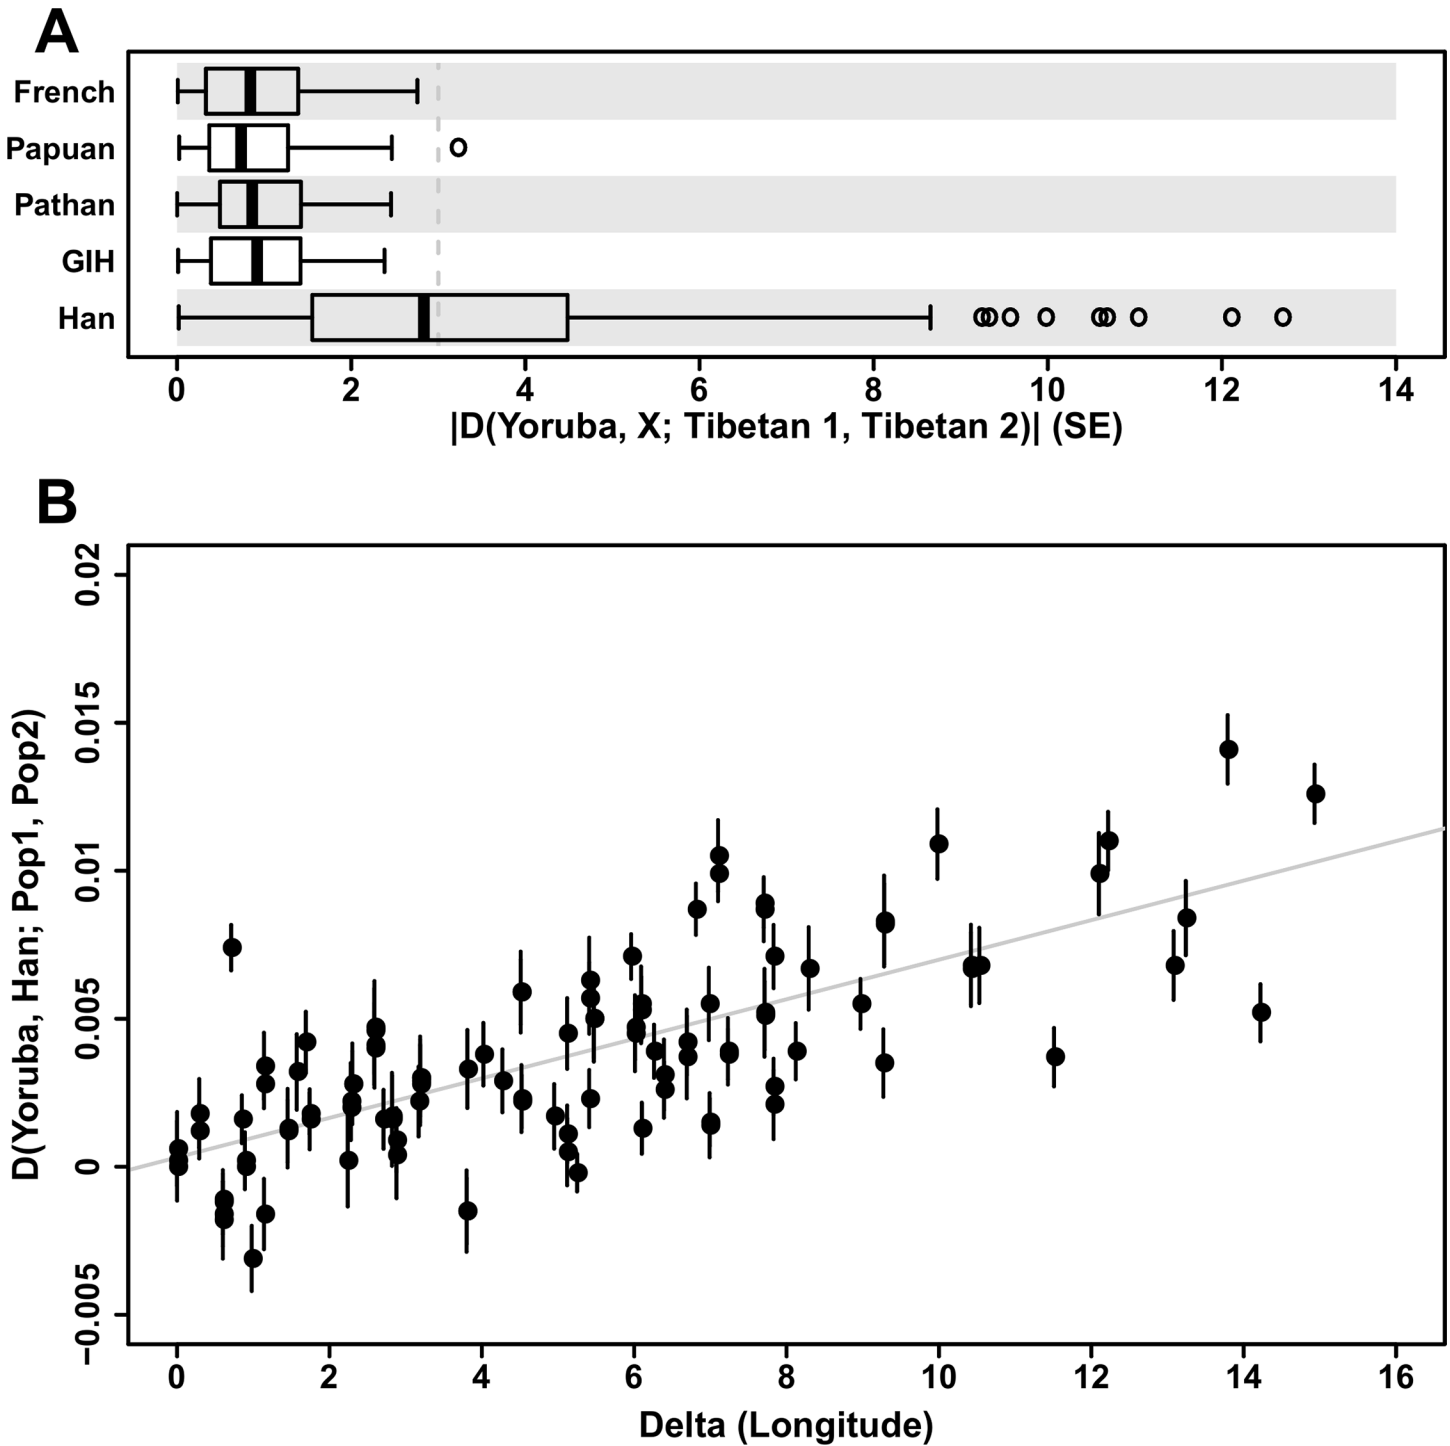 A
French
Papuan
Pathan
GIH
Han
0 2 4 6 8 10 12 14
|D(Yoruba, X; Tibetan 1, Tibetan 2)| (SE)
B
0.02
0.015
0.01
0.005
0
−0.005
D(Yoruba, Han; Pop1, Pop2)
0 2 4 6 8 10 12 14 16
Delta (Longitude)